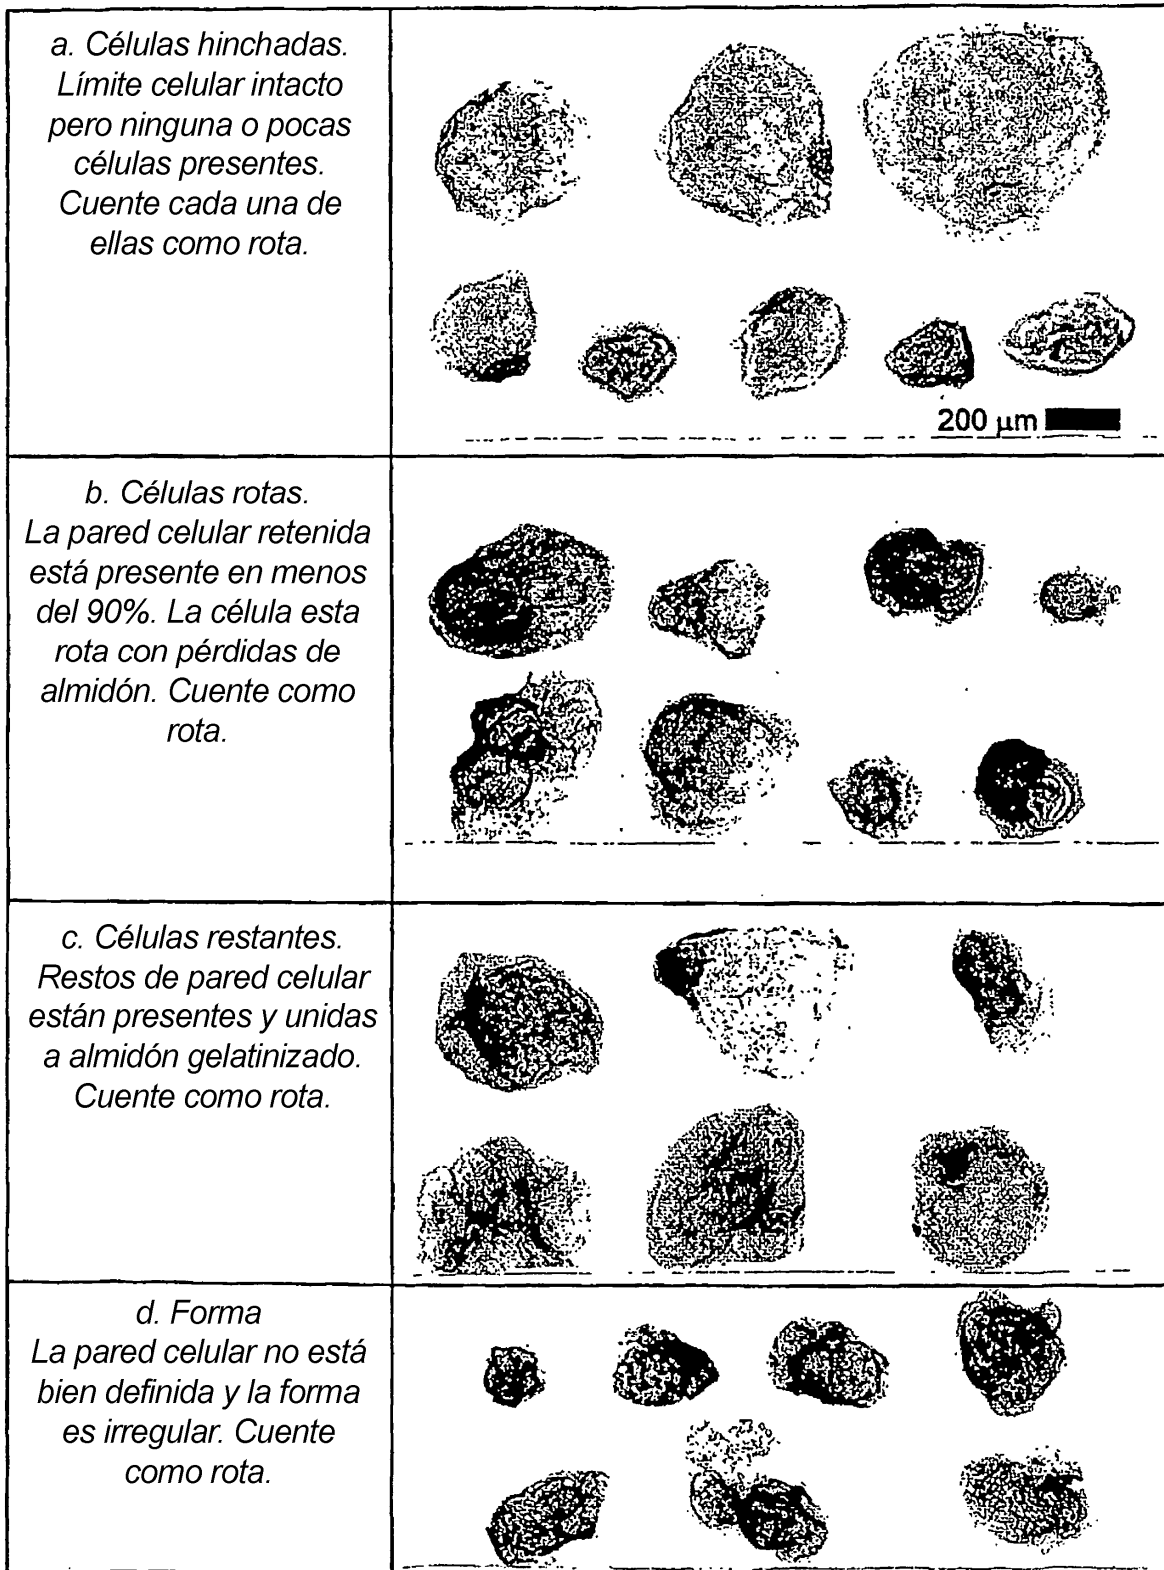 a. Células hinchadas.
Límite celular intacto
pero ninguna o pocas
células presentes.
Cuente cada una de
ellas como rota.
200 μm
b. Células rotas.
La pared celular retenida
está presente en menos
del 90%. La célula esta
rota con pérdidas de
almidón. Cuente como
rota.
c. Células restantes.
Restos de pared celular
están presentes y unidas
a almidón gelatinizado.
Cuente como rota.
d. Forma
La pared celular no está
bien definida y la forma
es irregular. Cuente
como rota.